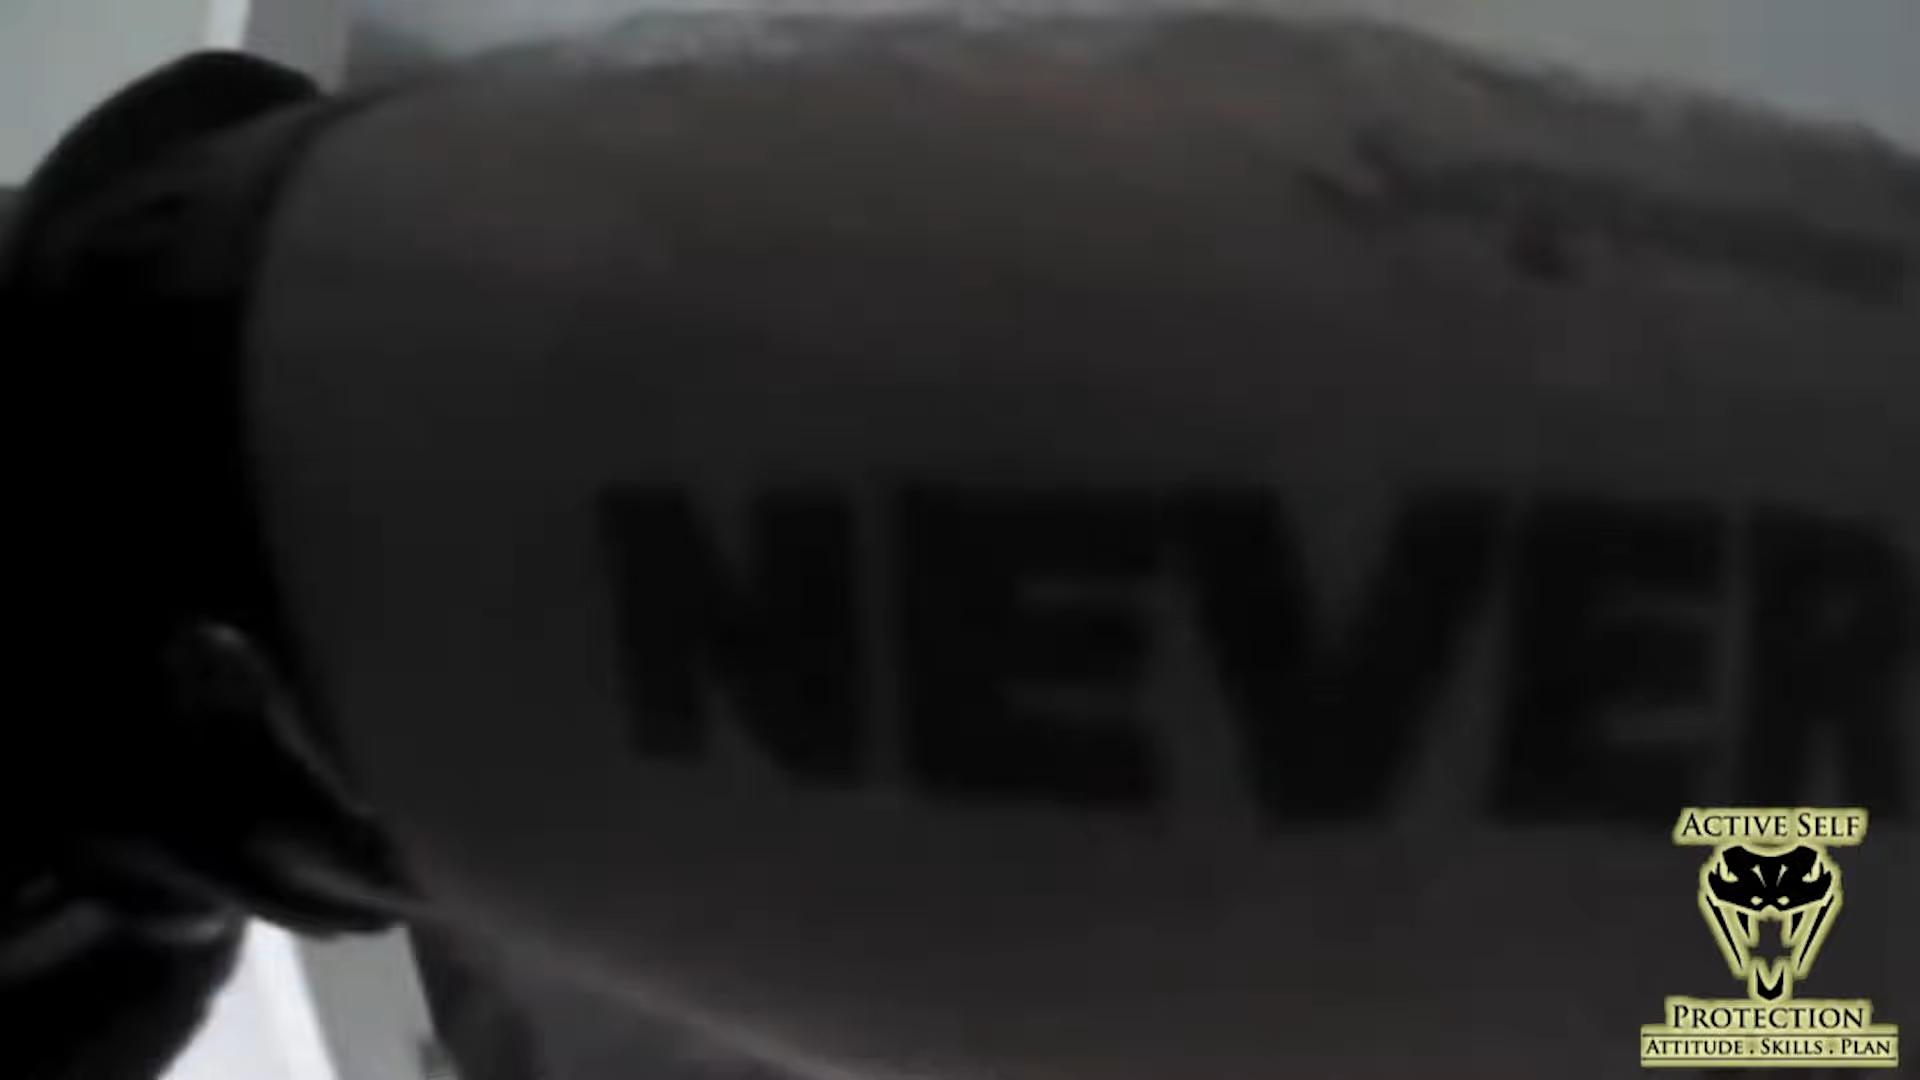 NEVER
ACTIVE SELF
PROTECTION
ATTITUDE . SKILLS . PLAN